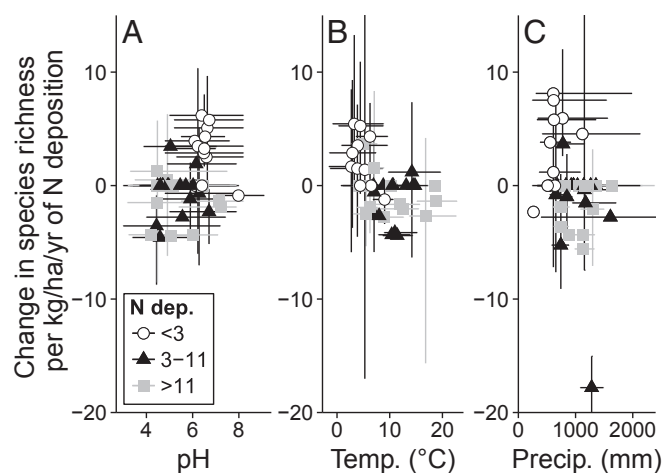 A
B
C
Change in species richness
per kg/ha/yr of N deposition
10
0
−10
−20
10
0
−10
−20
10
0
−10
−20
N dep.
<3
3−11
>11
4 6 8
0 10 20
0 1000 2000
pH
Temp. (°C)
Precip. (mm)